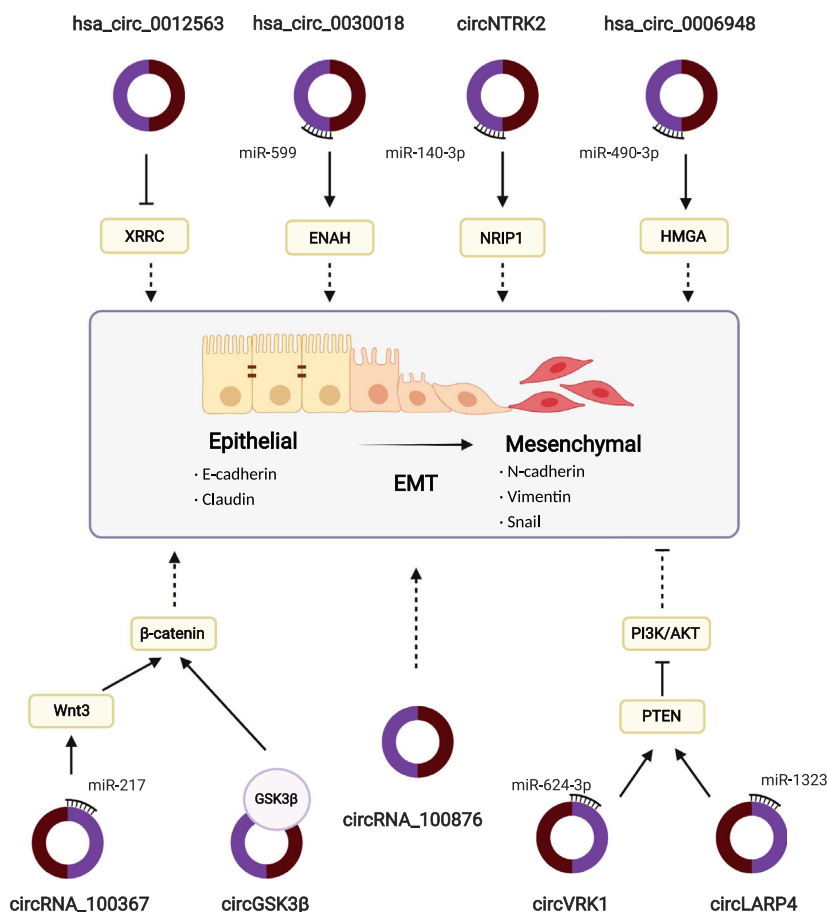 hsa_circ_0012563
hsa_circ_0030018
circNTRK2
hsa_circ_0006948
miR-599
miR-140-3p
miR-490-3p
XRRC
ENAH
NRIP1
HMGA
Epithelial
· E-cadherin
· Claudin
EMT
Mesenchymal
· N-cadherin
· Vimentin
· Snail
β-catenin
PI3K/AKT
Wnt3
PTEN
miR-217
GSK3β
miR-624-3p
miR-1323
circRNA_100876
circRNA_100367
circGSK3β
circVRK1
circLARP4